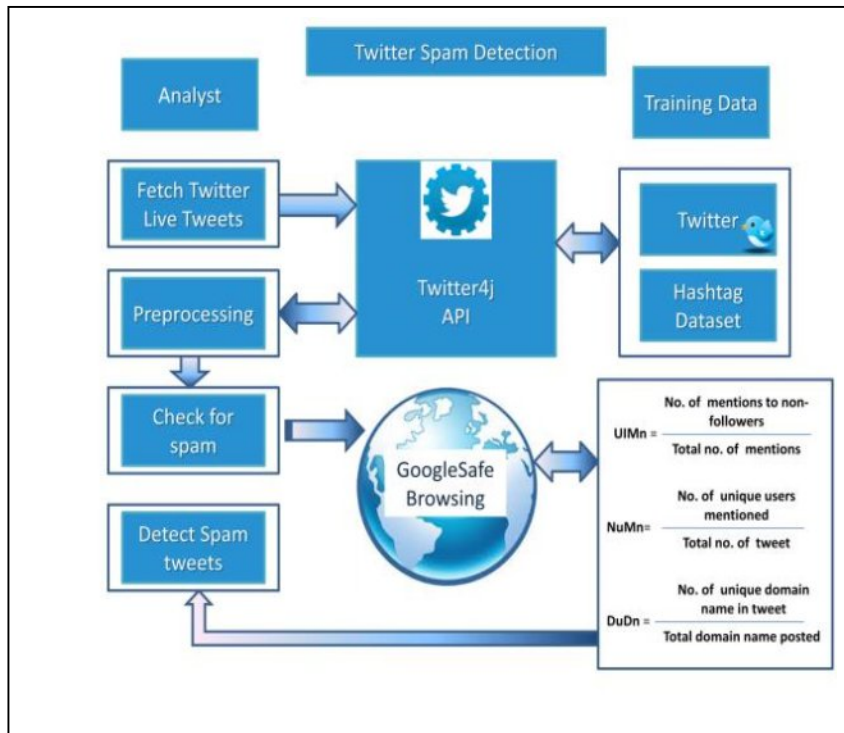 Twitter Spam Detection
Analyst
Training Data
Fetch Twitter
Live Tweets
Twitter4j
API
Twitter
Hashtag
Dataset
Preprocessing
Check for
spam
GoogleSafe
Browsing
Detect Spam
tweets
No. of mentions to non-
followers
UIMn =
Total no. of mentions
No. of unique users
mentioned
NuMn=
Total no. of tweet
No. of unique domain
name in tweet
DuDn =
Total domain name posted